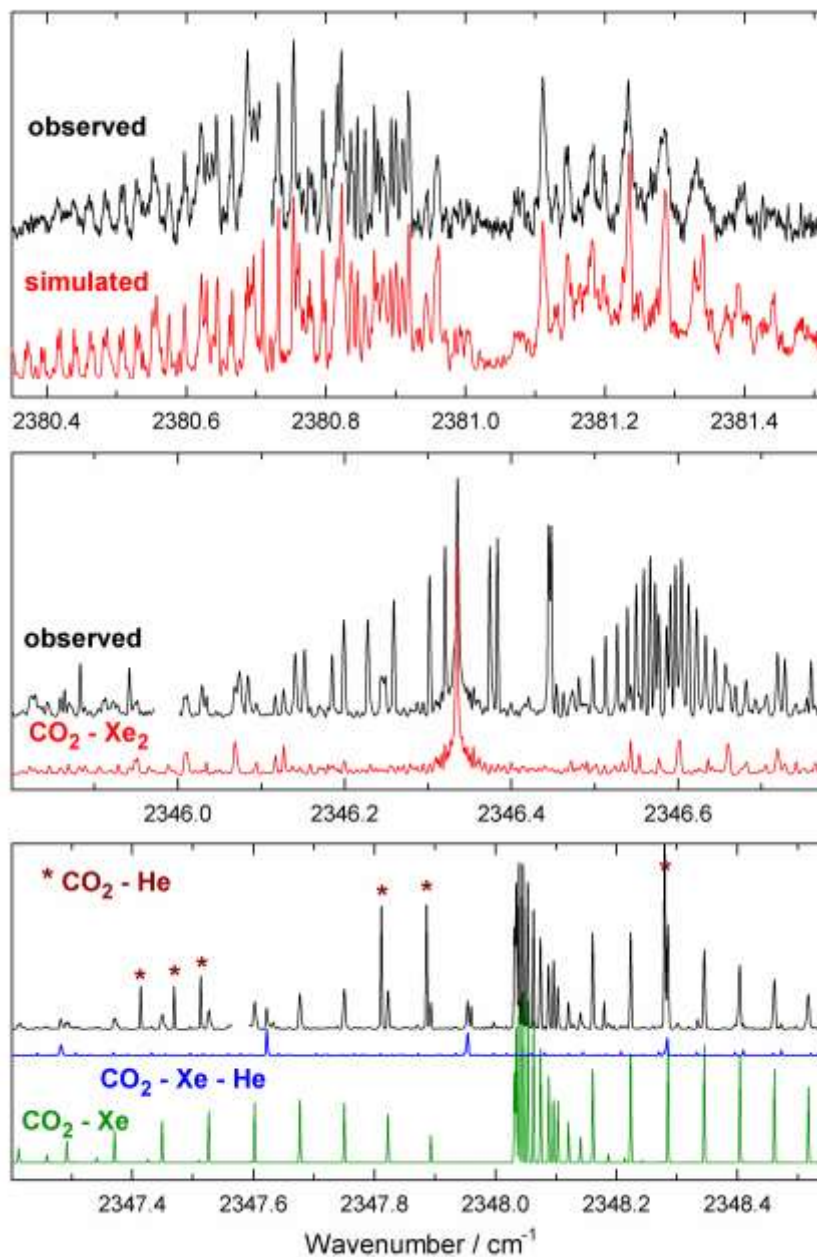 observed
simulated
2380.4 2380.6 2380.8 2381.0 2381.2 2381.4
observed
CO₂ - Xe₂
2346.0 2346.2 2346.4 2346.6
* CO₂ - He
* * * * * *
CO₂ - Xe - He
CO₂ - Xe
2347.4 2347.6 2347.8 2348.0 2348.2 2348.4
Wavenumber / cm⁻¹